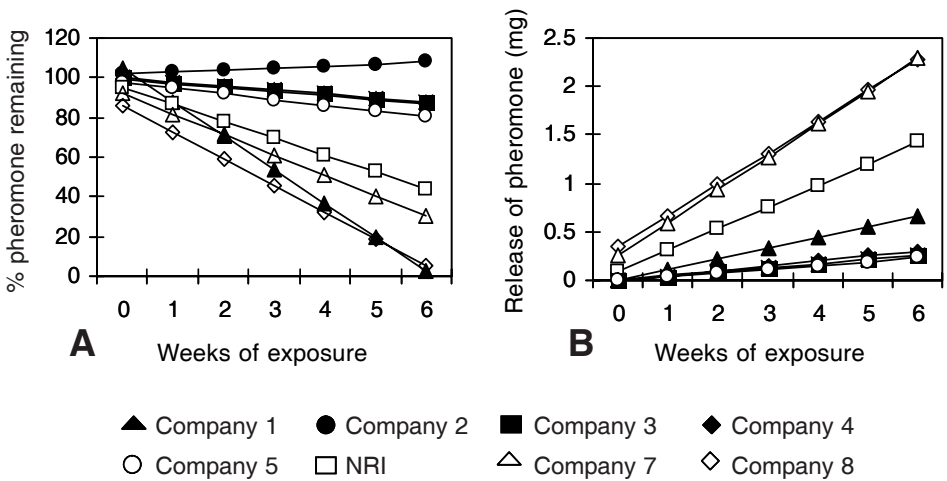 % pheromone remaining
120
100
80
60
40
20
0
0 1 2 3 4 5 6
A
Weeks of exposure
Release of pheromone (mg)
2.5
2
1.5
1
0.5
0
0 1 2 3 4 5 6
B
Weeks of exposure
Company 1 Company 2 Company 3 Company 4
Company 5 NRI Company 7 Company 8